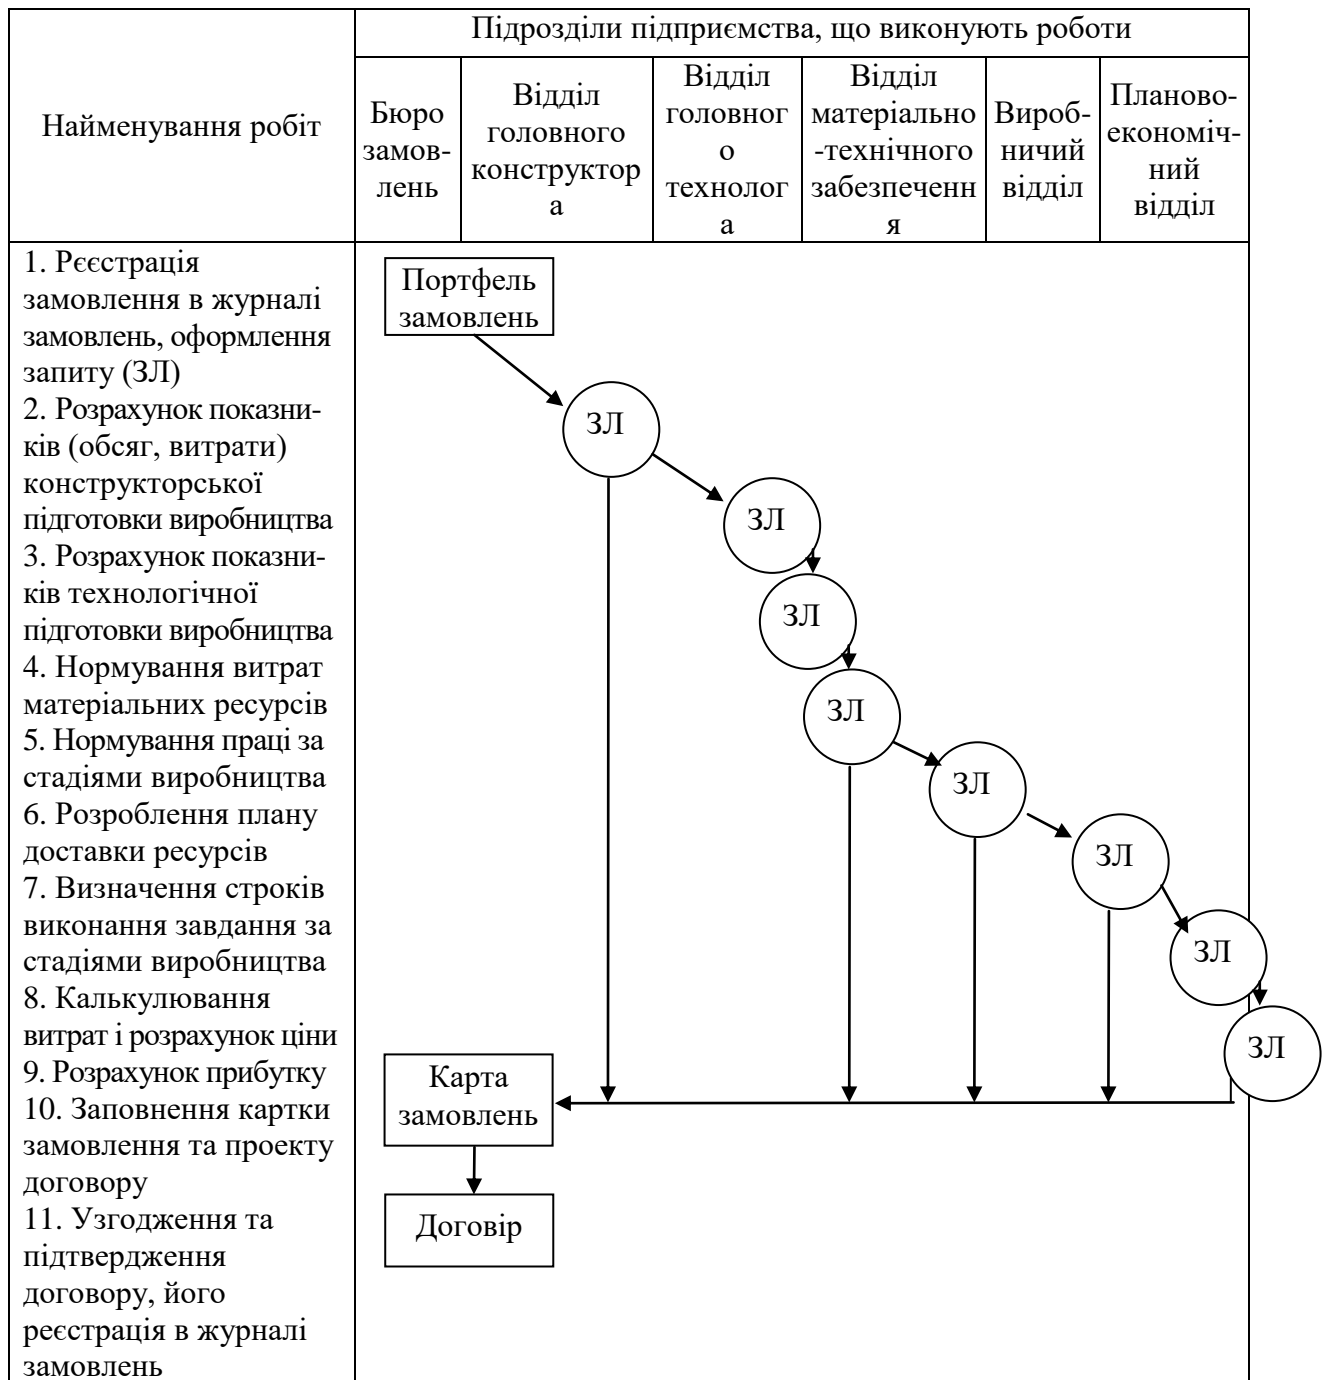 Підрозділи підприємства, що виконують роботи
Найменування робіт
Бюро
замов-
лень
Відділ
головного
конструктор
а
Відділ
головног
о
технолог
а
Відділ
матеріально
-технічного
забезпеченн
я
Вироб-
ничий
відділ
Планово-
економіч-
ний
відділ
1. Рєєстрація
замовлення в журналі
замовлень, оформлення
запиту (ЗЛ)
2. Розрахунок показни-
ків (обсяг, витрати)
конструкторської
підготовки виробництва
3. Розрахунок показни-
ків технологічної
підготовки виробництва
4. Нормування витрат
матеріальних ресурсів
5. Нормування праці за
стадіями виробництва
6. Розроблення плану
доставки ресурсів
7. Визначення строків
виконання завдання за
стадіями виробництва
8. Калькулювання
витрат і розрахунок ціни
9. Розрахунок прибутку
10. Заповнення картки
замовлення та проекту
договору
11. Узгодження та
підтвердження
договору, його
реєстрація в журналі
замовлень
Портфель
замовлень
ЗЛ
ЗЛ
ЗЛ
ЗЛ
ЗЛ
ЗЛ
ЗЛ
ЗЛ
Карта
замовлень
Договір